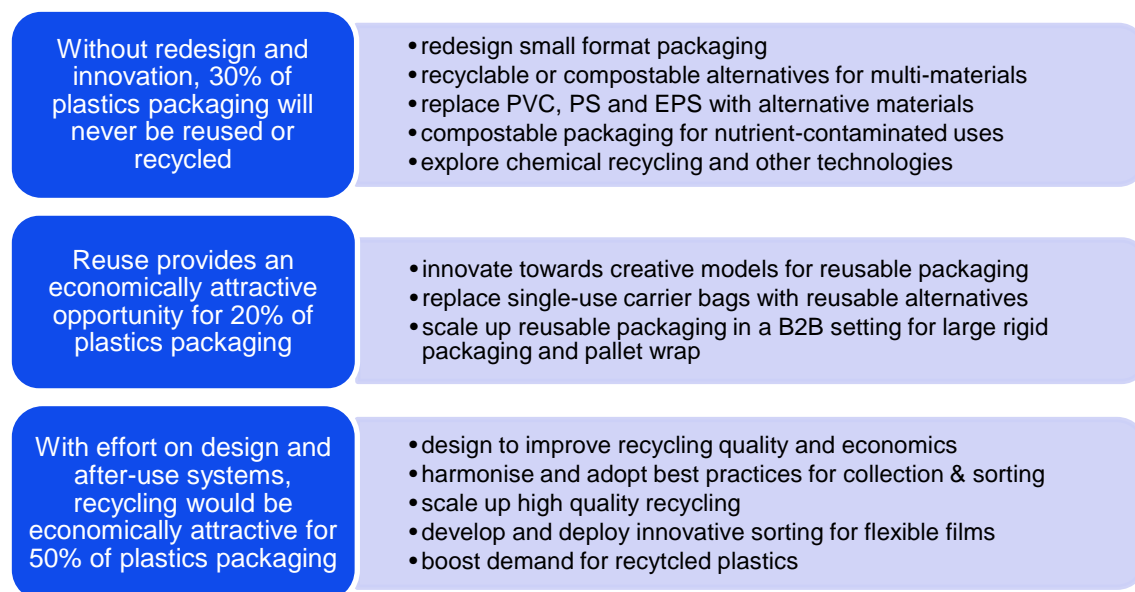 Without redesign and
innovation, 30% of
plastics packaging will
never be reused or
recycled
•redesign small format packaging
•recyclable or compostable alternatives for multi-materials
•replace PVC, PS and EPS with alternative materials
•compostable packaging for nutrient-contaminated uses
•explore chemical recycling and other technologies
Reuse provides an
economically attractive
opportunity for 20% of
plastics packaging
•innovate towards creative models for reusable packaging
•replace single-use carrier bags with reusable alternatives
•scale up reusable packaging in a B2B setting for large rigid
packaging and pallet wrap
With effort on design and
after-use systems,
recycling would be
economically attractive for
50% of plastics packaging
•design to improve recycling quality and economics
•harmonise and adopt best practices for collection & sorting
•scale up high quality recycling
•develop and deploy innovative sorting for flexible films
•boost demand for recytcled plastics